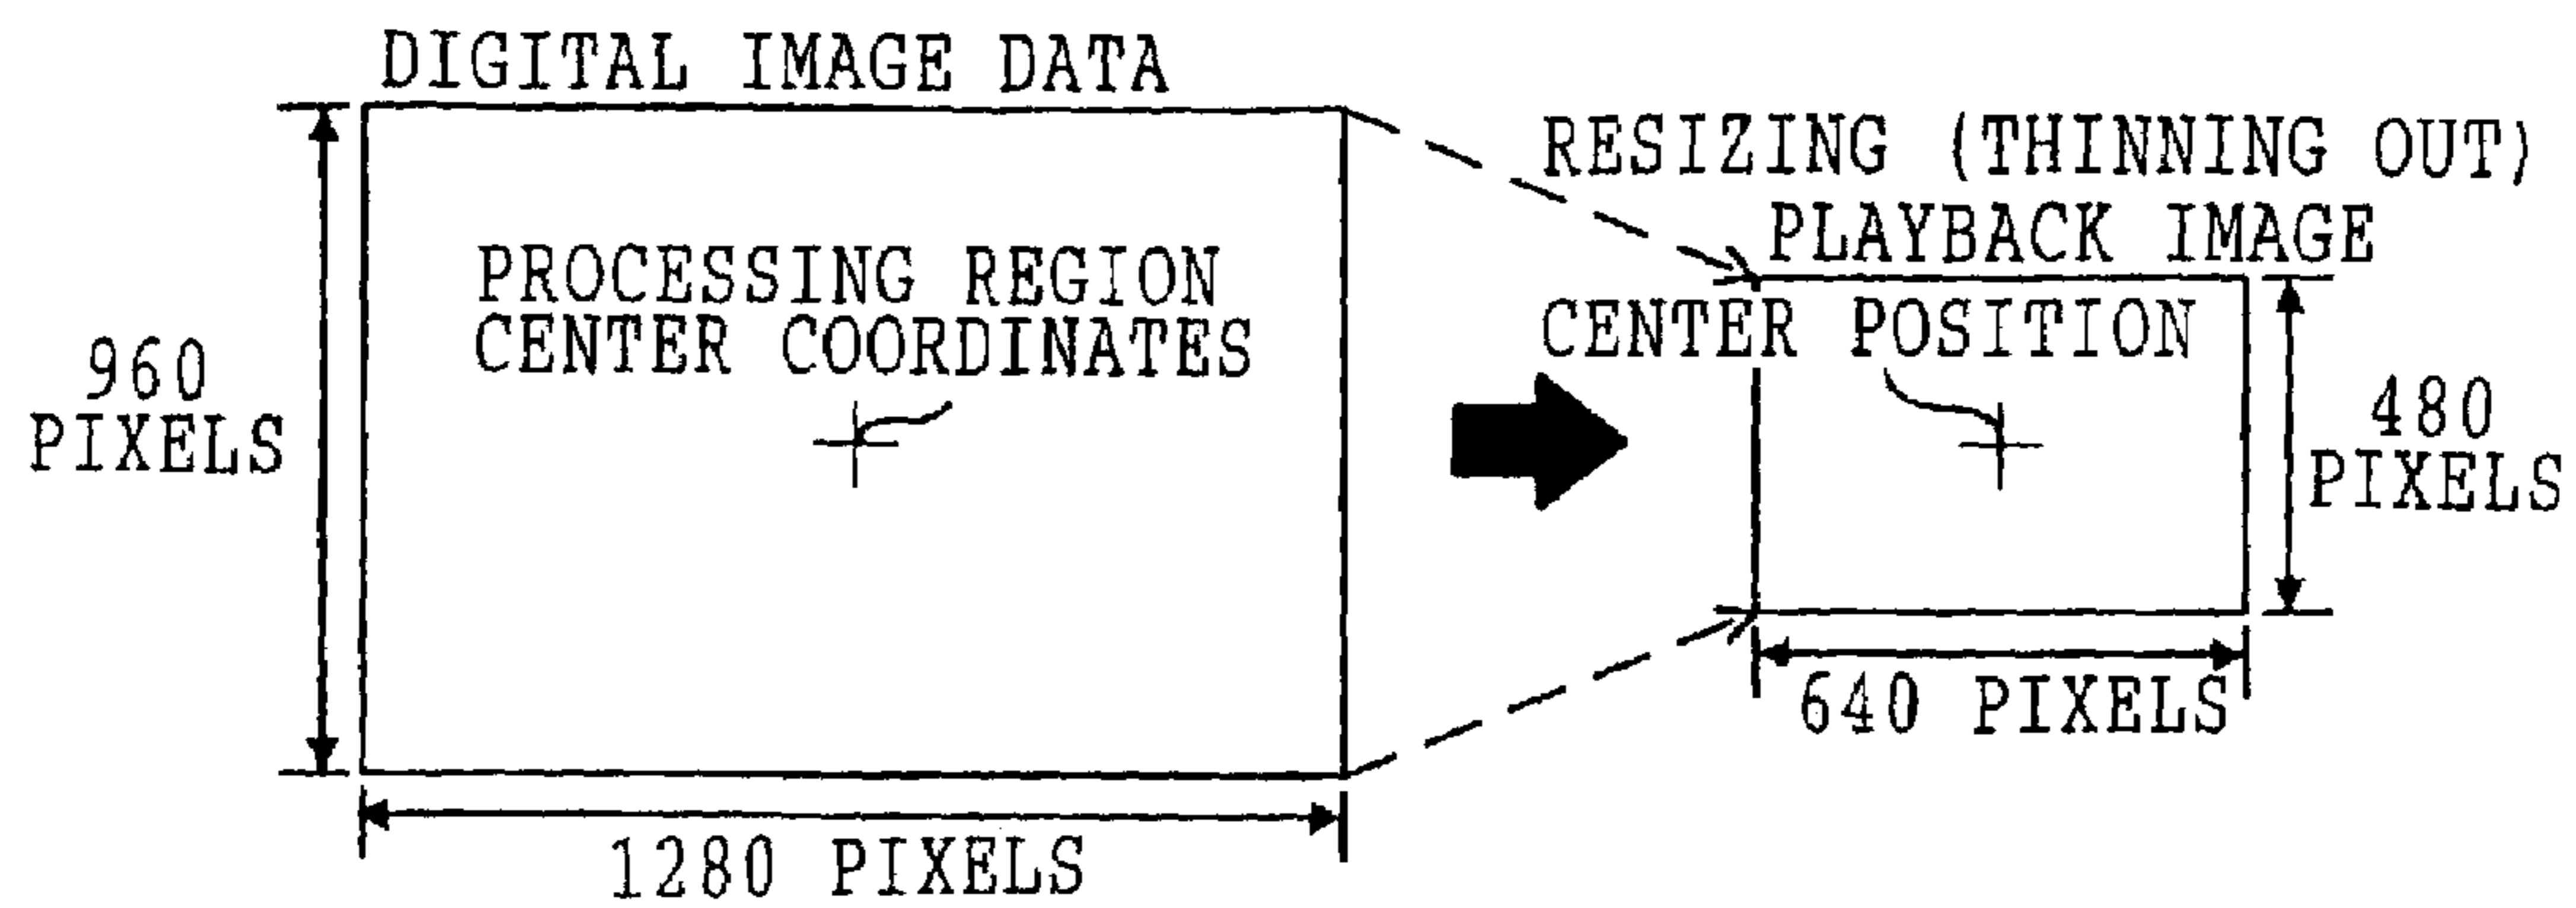 DIGITAL IMAGE DATA
PROCESSING REGION
CENTER COORDINATES
960
PIXELS
1280 PIXELS
RESIZING (THINNING OUT)
PLAYBACK IMAGE
CENTER POSITION
480
PIXELS
640 PIXELS